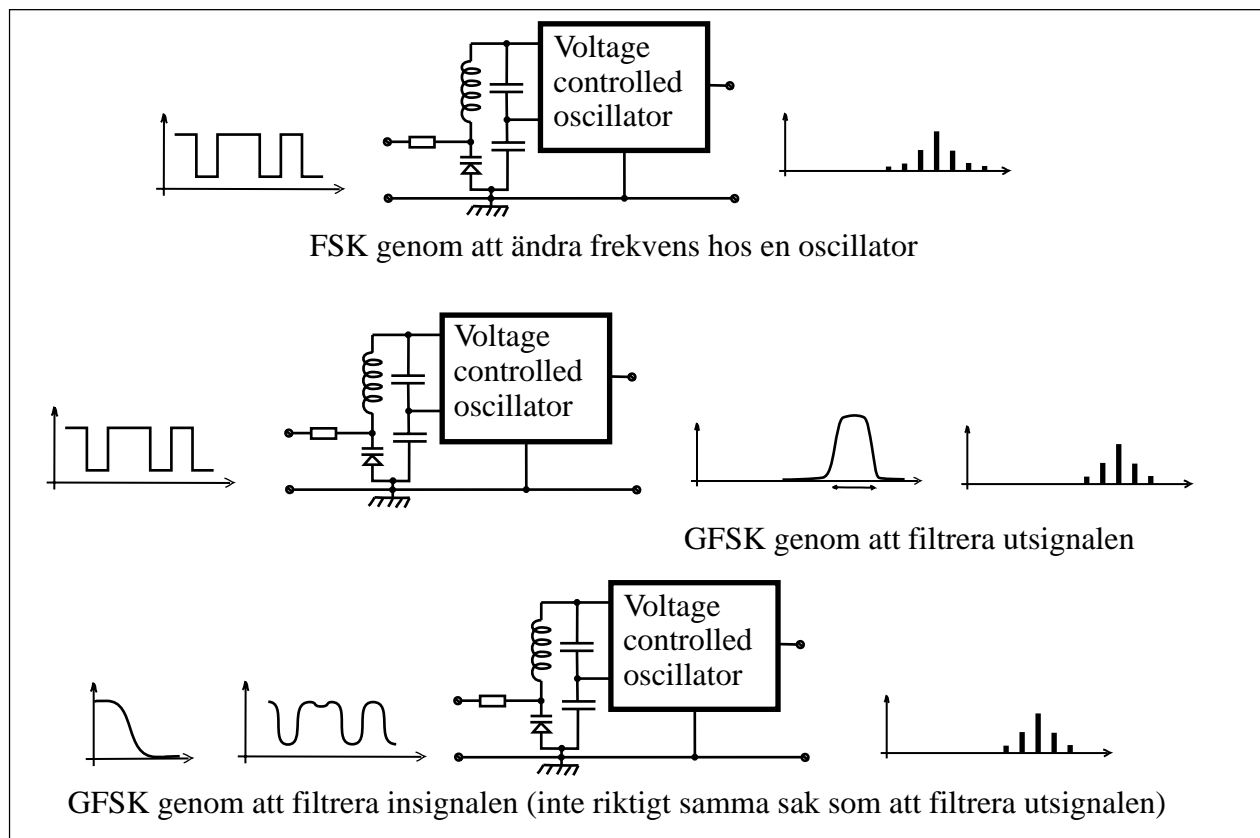 Voltage
controlled
oscillator
FSK genom att ändra frekvens hos en oscillator
Voltage
controlled
oscillator
GFSK genom att filtrera utsignalen
Voltage
controlled
oscillator
GFSK genom att filtrera insignalen (inte riktigt samma sak som att filtrera utsignalen)